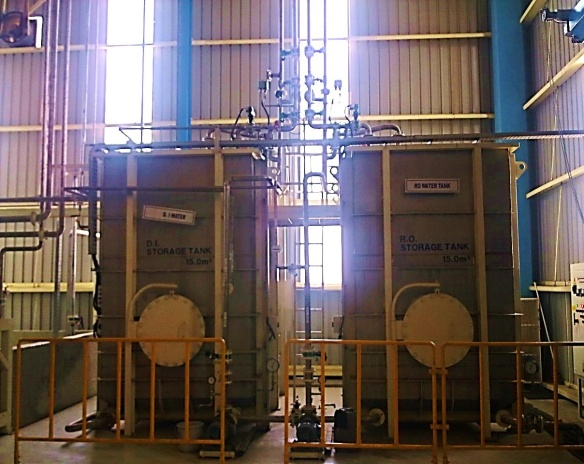 D.I WATER
D.I.
STORAGE TANK
15.0m³
RO WATER TANK
R.O.
STORAGE TANK
15.0m³